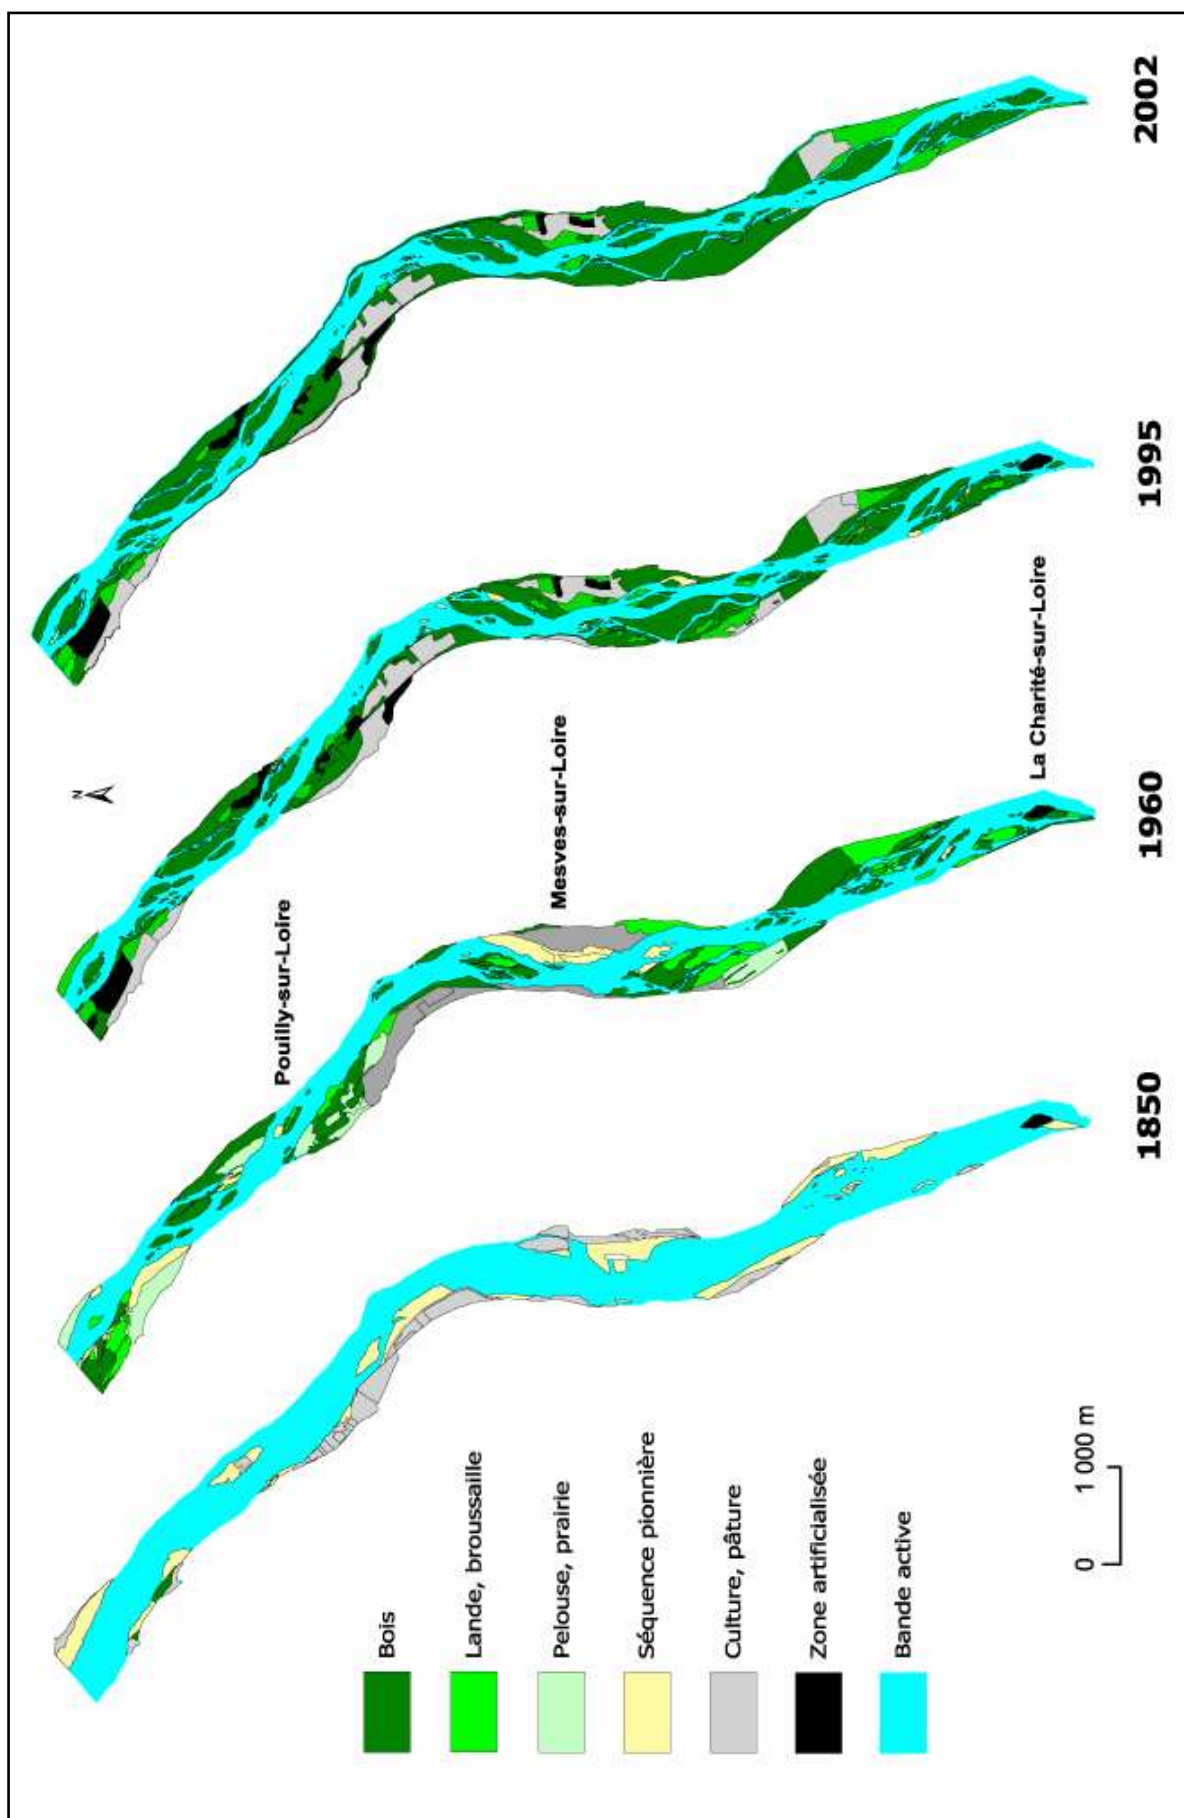 N
Pouilly-sur-Loire
Mesves-sur-Loire
La Charité-sur-Loire
1850
1960
1995
2002
Bois
Lande, broussaille
Pelouse, prairie
Séquence pionnière
Culture, pâture
Zone artificialisée
Bande active
0 1 000 m